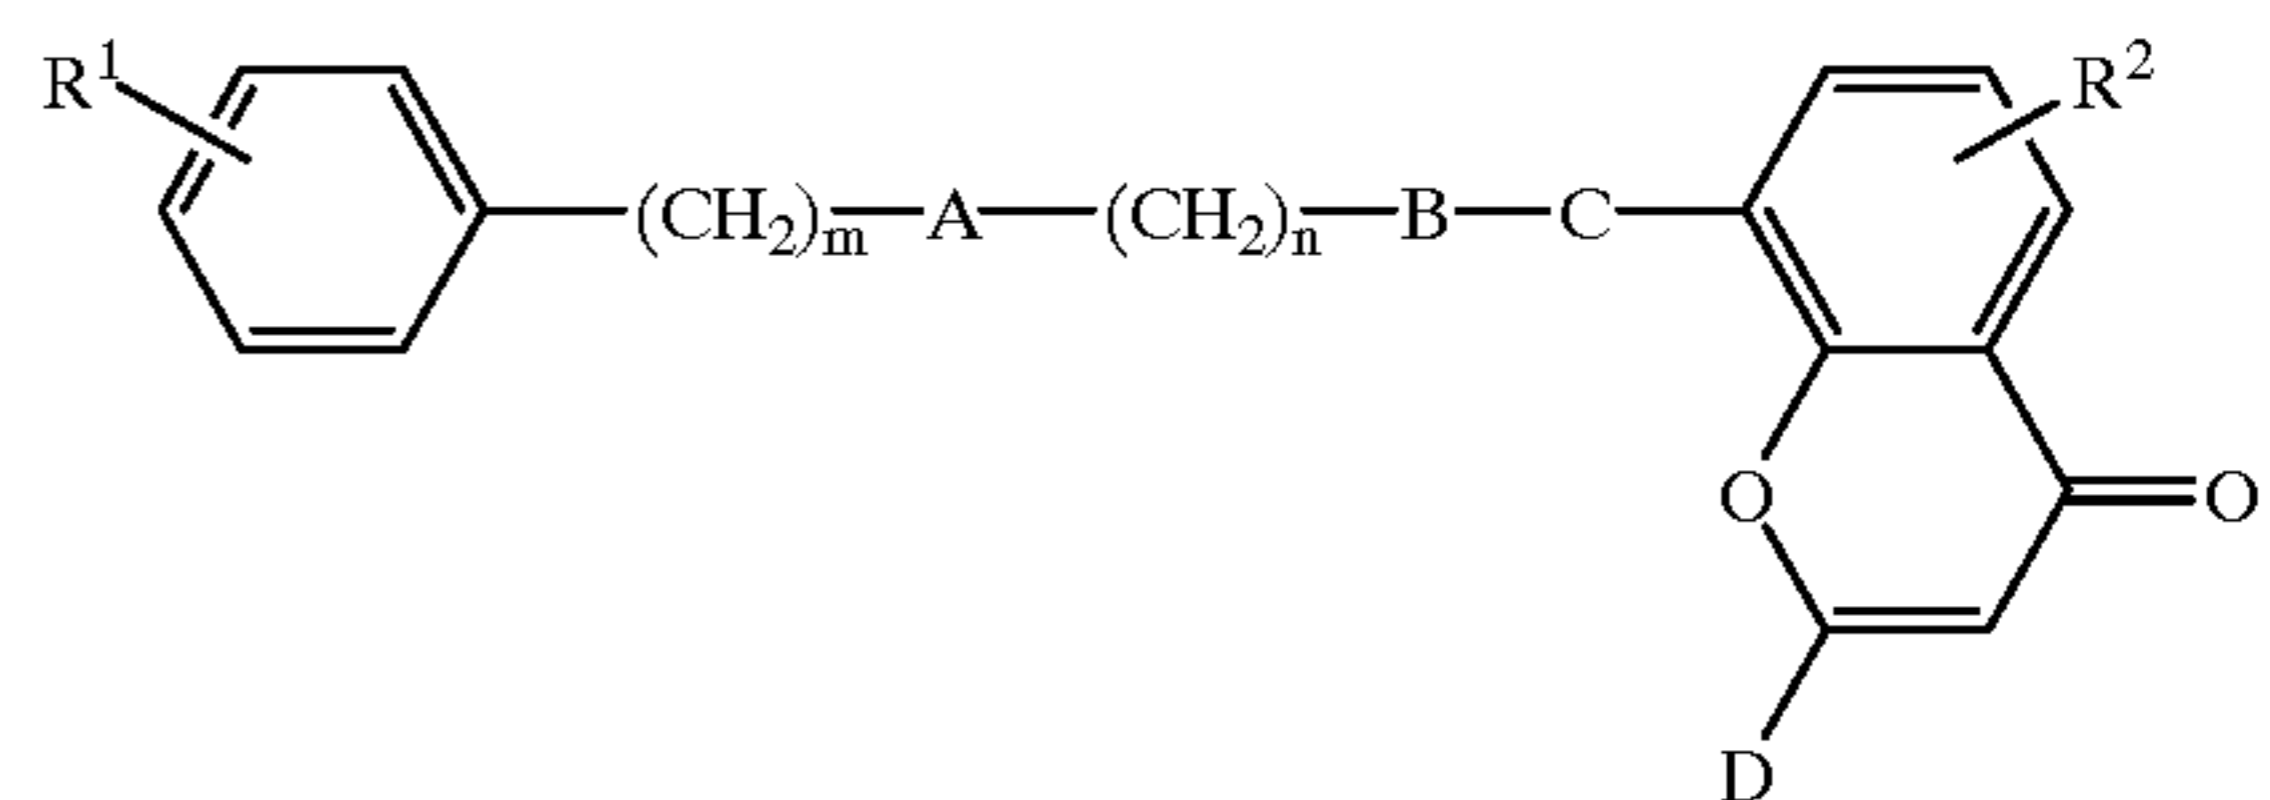 R¹ R²
(CH₂)ₘ A (CH₂)ₙ B C
O O
D